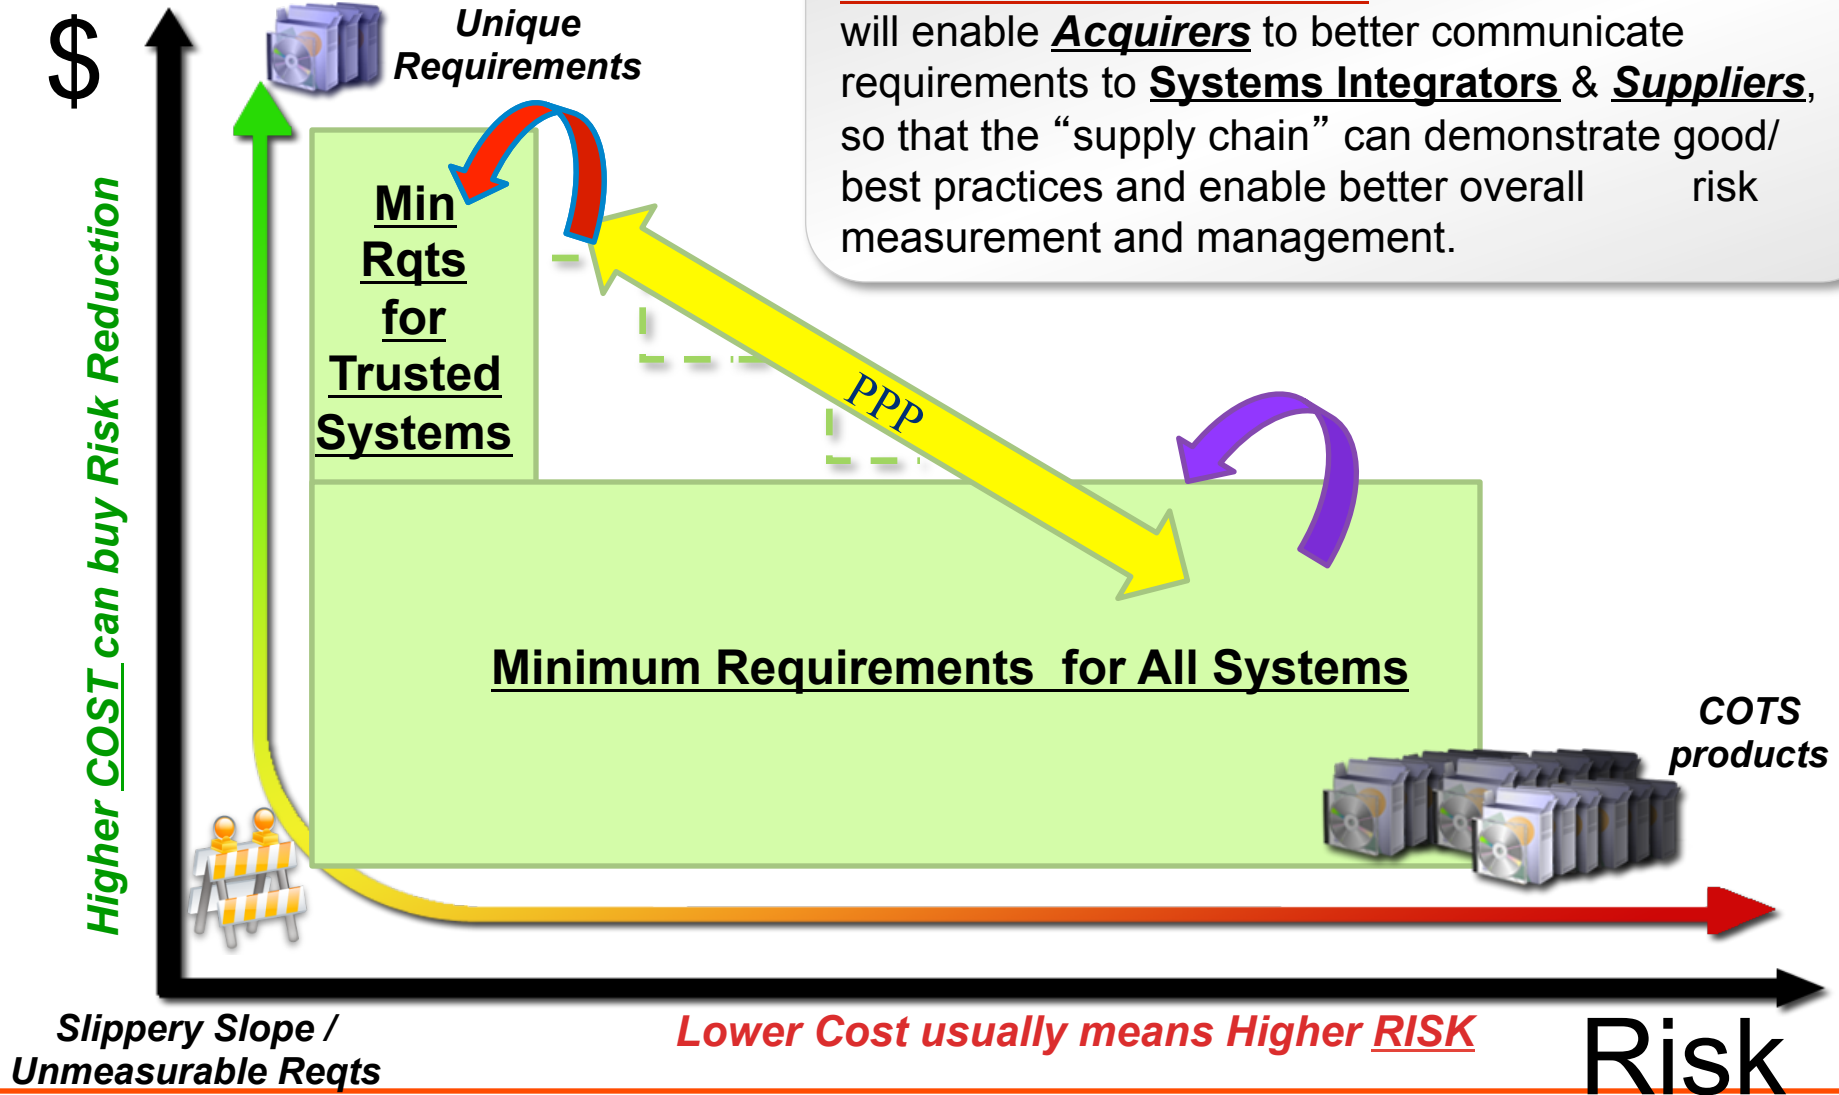 $
Unique
Requirements
will enable Acquirers to better communicate
requirements to Systems Integrators & Suppliers,
so that the “supply chain” can demonstrate good/
best practices and enable better overall risk
measurement and management.
Higher COST can buy Risk Reduction
Min
Rqts
for
Trusted
Systems
PPP
Minimum Requirements for All Systems
COTS
products
Slippery Slope /
Unmeasurable Reqts
Lower Cost usually means Higher RISK
Risk